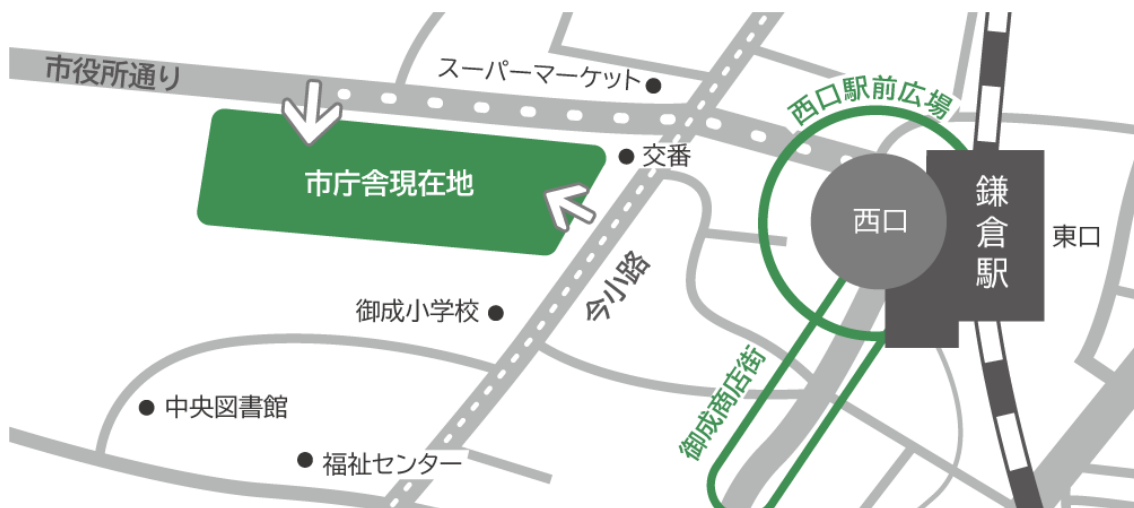 市役所通り
スーパーマーケット
西口駅前広場
交番
市庁舎現在地
西口
鎌倉駅
東口
今小路
御成小学校
御成商店街
中央図書館
福祉センター